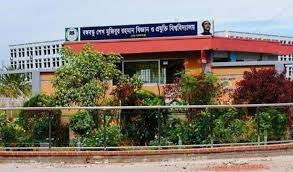 বঙ্গবন্ধু শেখ মুজিবুর রহমান বিজ্ঞান ও প্রযুক্তি বিশ্ববিদ্যালয়